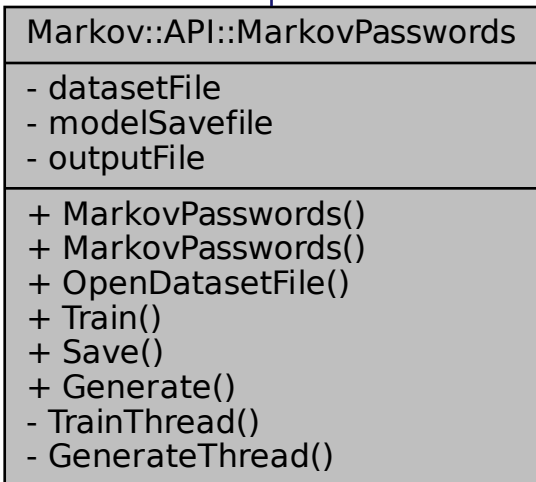 Markov::API::MarkovPasswords
- datasetFile
- modelSavefile
- outputFile
+ MarkovPasswords()
+ MarkovPasswords()
+ OpenDatasetFile()
+ Train()
+ Save()
+ Generate()
- TrainThread()
- GenerateThread()